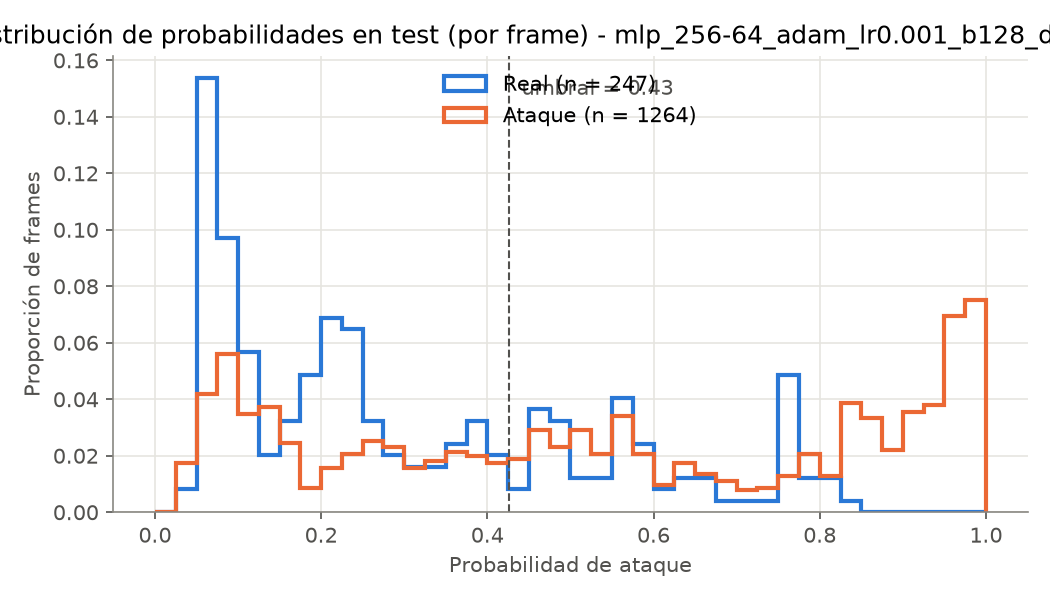 stribución de probabilidades en test (por frame) - mlp_256-64_adam_lr0.001_b128_d
Real (n = 247)
umbral = 0.43
Ataque (n = 1264)
Proporción de frames
0.16
0.14
0.12
0.10
0.08
0.06
0.04
0.02
0.00
0.0 0.2 0.4 0.6 0.8 1.0
Probabilidad de ataque